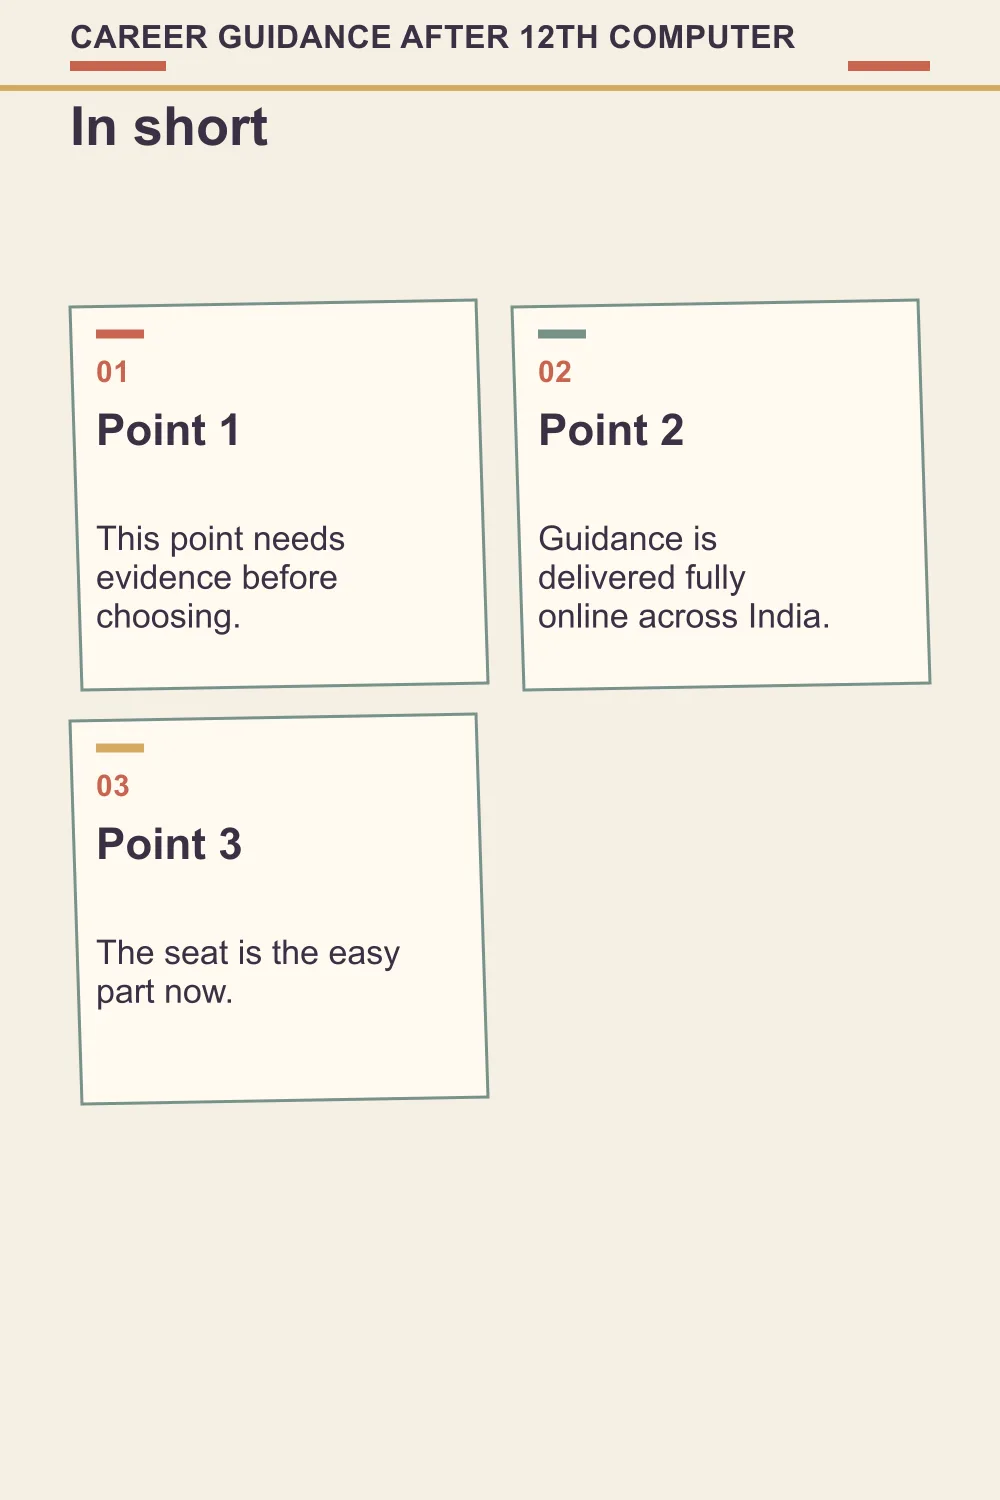 CAREER GUIDANCE AFTER 12TH COMPUTER
In short
01
Point 1
This point needs
evidence before
choosing.
02
Point 2
Guidance is
delivered fully
online across India.
03
Point 3
The seat is the easy
part now.